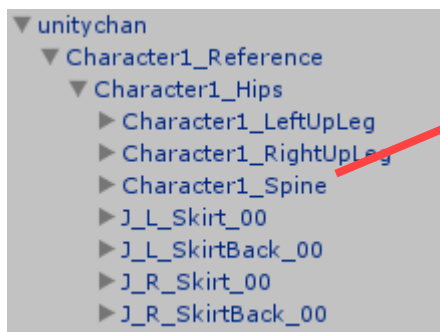 unitychan
Character1_Reference
Character1_Hips
Character1_LeftUpLeg
Character1_RightUpLeg
Character1_Spine
J_L_Skirt_00
J_L_SkirtBack_00
J_R_Skirt_00
J_R_SkirtBack_00